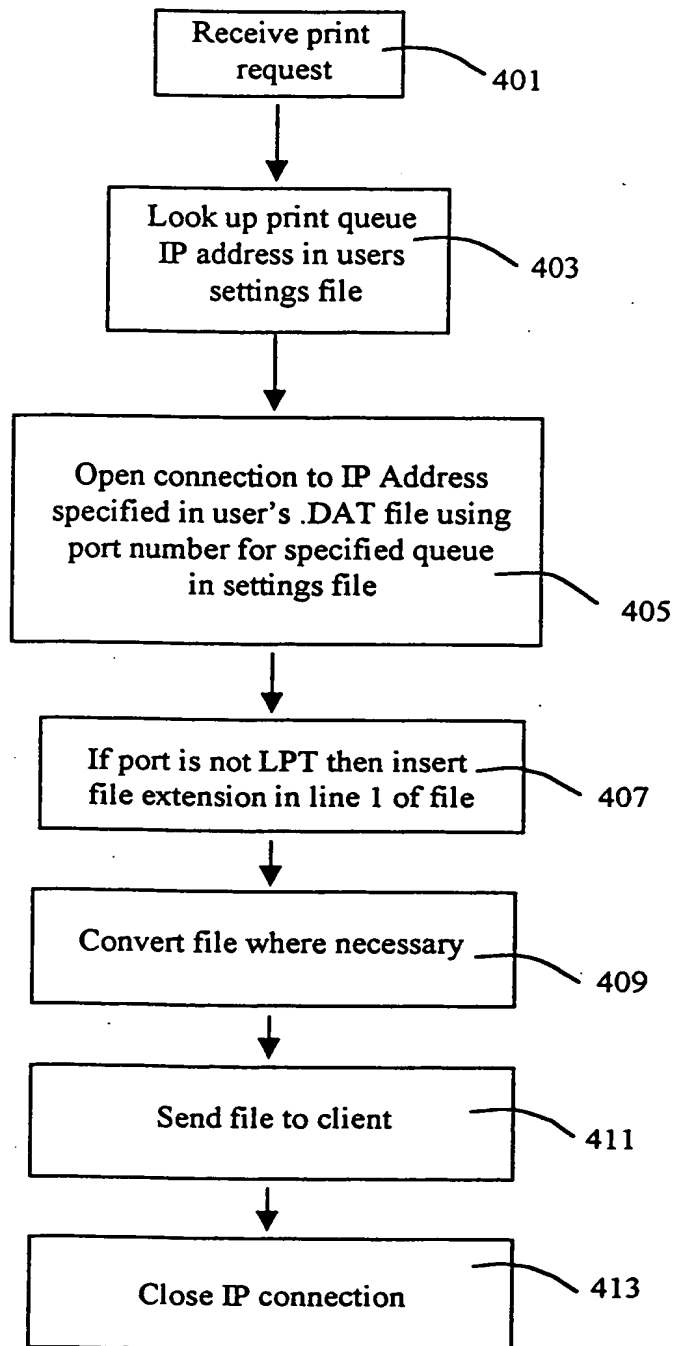 Receive print
request
401
Look up print queue
IP address in users
settings file
403
Open connection to IP Address
specified in user's .DAT file using
port number for specified queue
in settings file
405
If port is not LPT then insert
file extension in line 1 of file
407
Convert file where necessary
409
Send file to client
411
Close IP connection
413